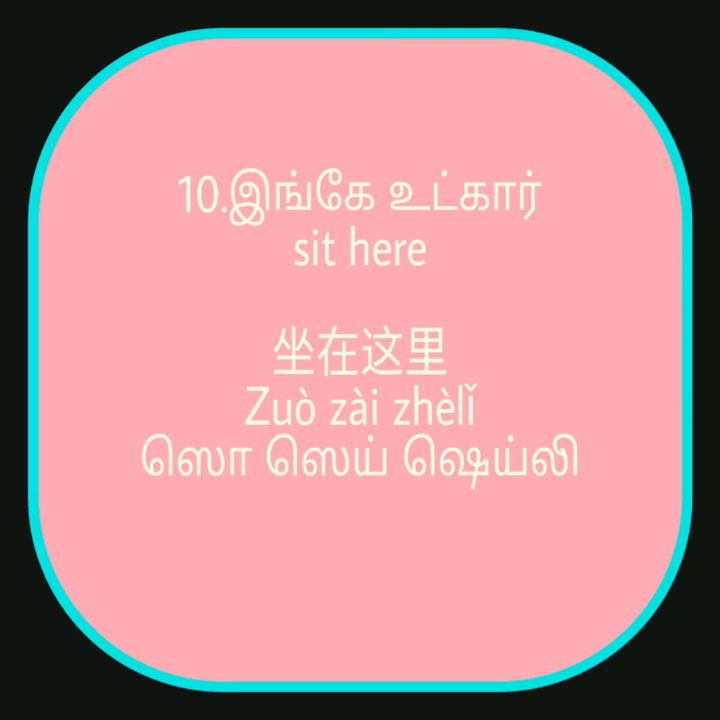 10.இங்கே உட்கார்
sit here
坐在这里
Zuò zài zhèlǐ
ஸொ ஸெய் ஷெய்லி